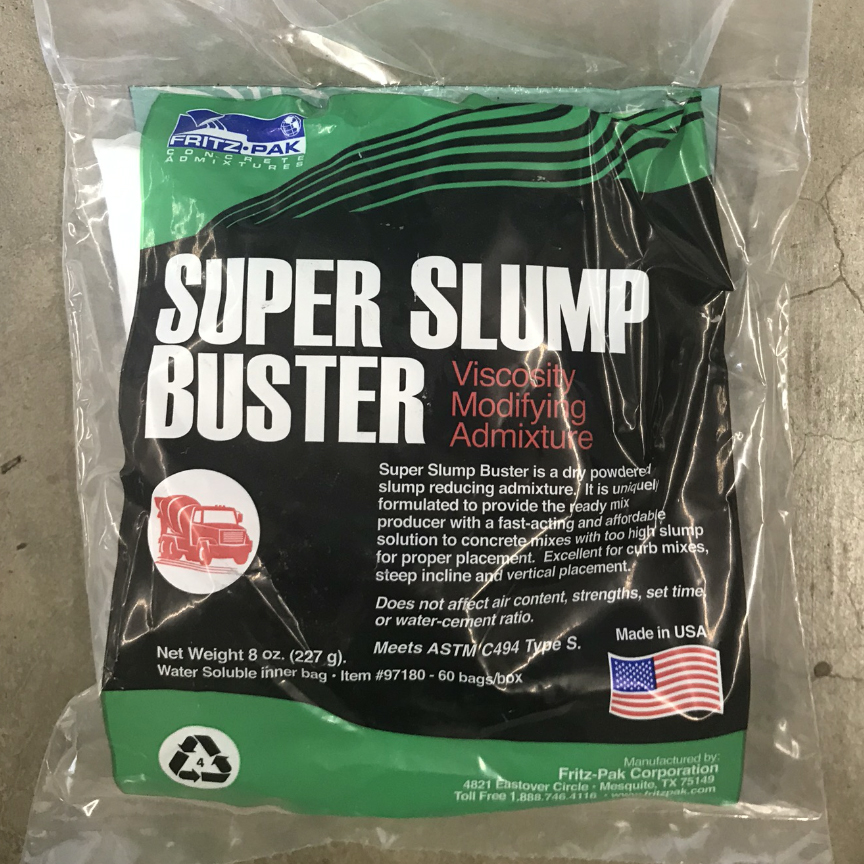 FRITZ-PAK
CONCRETE
ADMIXTURES
SUPER SLUMP
BUSTER
Viscosity
Modifying
Admixture
Super Slump Buster is a dry powdered
slump reducing admixture. It is uniquely
formulated to provide the ready mix
producer with a fast-acting and affordable
solution to concrete mixes with too high slump
for proper placement. Excellent for curb mixes,
steep incline and vertical placement.
Does not affect air content, strengths, set time,
or water-cement ratio.
Meets ASTM C494 Type S.
Made in USA
Net Weight 8 oz. (227 g).
Water Soluble inner bag • Item #97180 - 60 bags/box
4
Manufactured by:
Fritz-Pak Corporation
4821 Eastover Circle • Mesquite, TX 75149
Toll Free 1.888.746.4116 • www.fritzpak.com